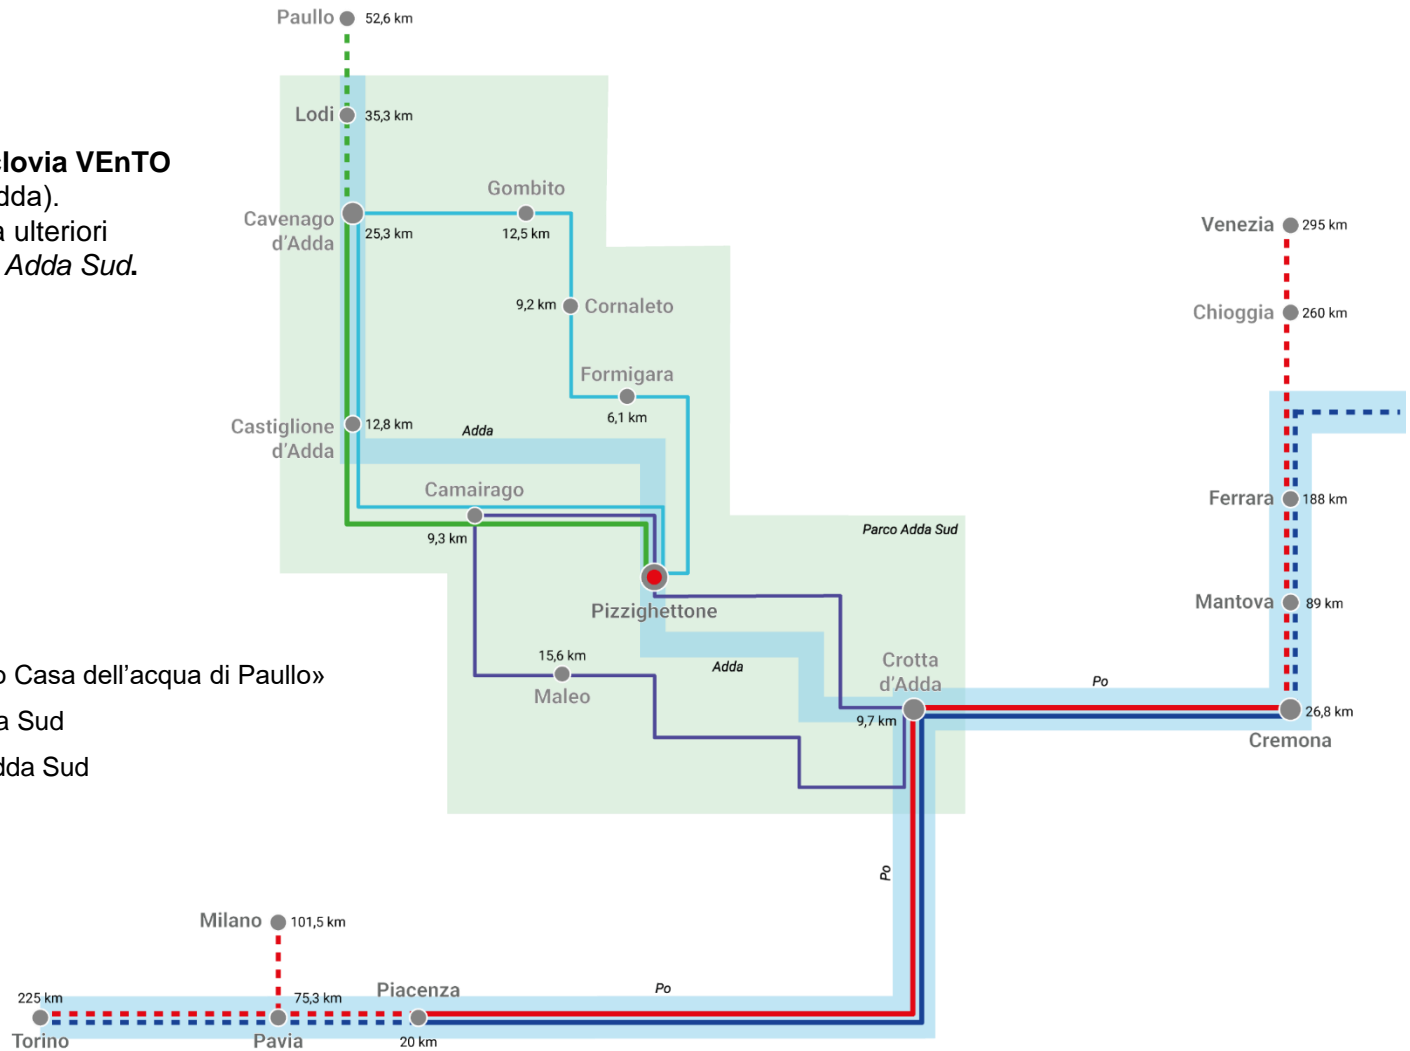 Paullo 52,6 km
Lodi 35,3 km
clovia VEnTO
dda).
a ulteriori
Adda Sud.
Gombito
12,5 km
Cavenago
d'Adda
25,3 km
9,2 km Cornaleto
Formigara
6,1 km
Castiglione
d'Adda
12,8 km
Adda
Camairago
9,3 km
Parco Adda Sud
Pizzighettone
Venezia 295 km
Chioggia 260 km
Ferrara 188 km
Mantova 89 km
15,6 km
Maleo
Adda
Crotta
d'Adda
9,7 km
Po
26,8 km
Cremona
o Casa dell'acqua di Paullo»
a Sud
dda Sud
Po
Milano 101,5 km
225 km
Torino
75,3 km
Pavia
Piacenza
20 km
Po